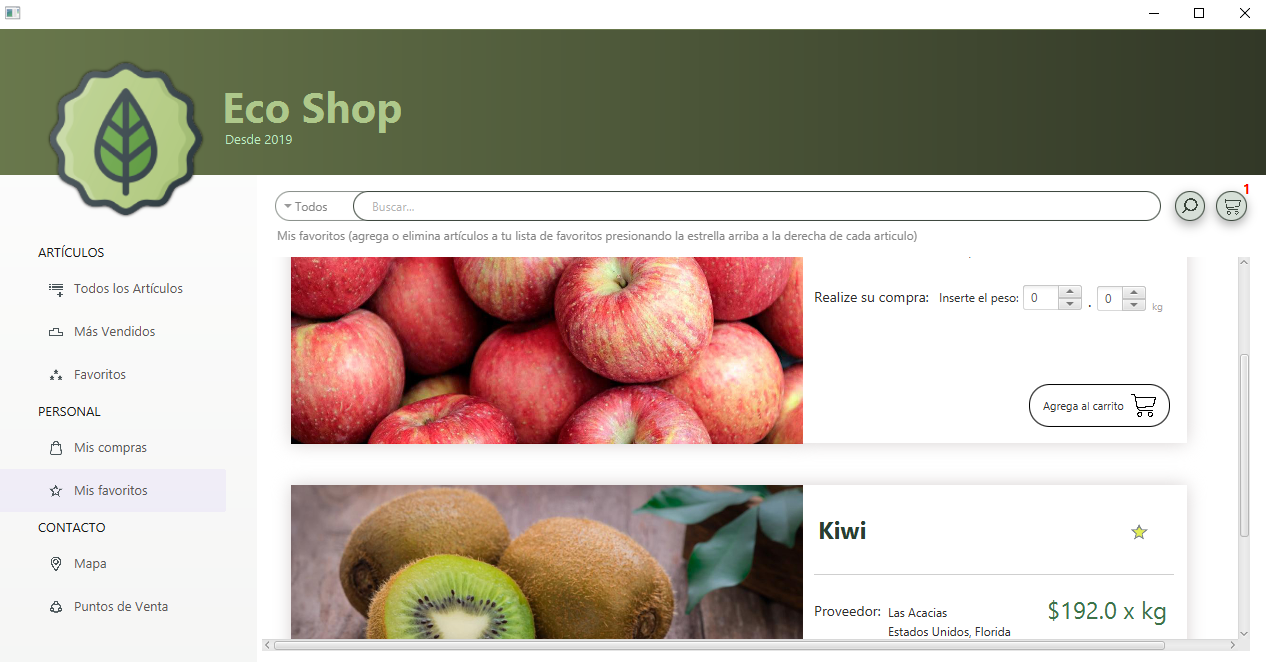 Eco Shop
Desde 2019
Todos
Buscar...
1
Mis favoritos (agrega o elimina artículos a tu lista de favoritos presionando la estrella arriba a la derecha de cada articulo)
ARTÍCULOS
Todos los Artículos
Más Vendidos
Favoritos
PERSONAL
Mis compras
Mis favoritos
CONTACTO
Mapa
Puntos de Venta
Realize su compra: Inserte el peso: 0 . 0 kg
Agrega al carrito
Kiwi
Proveedor: Las Acacias
Estados Unidos, Florida
$192.0 x kg